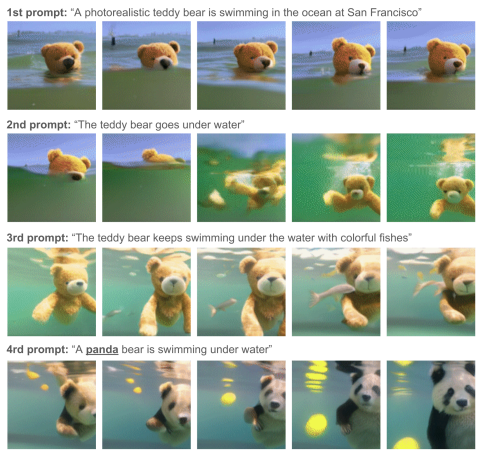 1st prompt: “A photorealistic teddy bear is swimming in the ocean at San Francisco”
2nd prompt: “The teddy bear goes under water”
3rd prompt: “The teddy bear keeps swimming under the water with colorful fishes”
4rd prompt: “A panda bear is swimming under water”